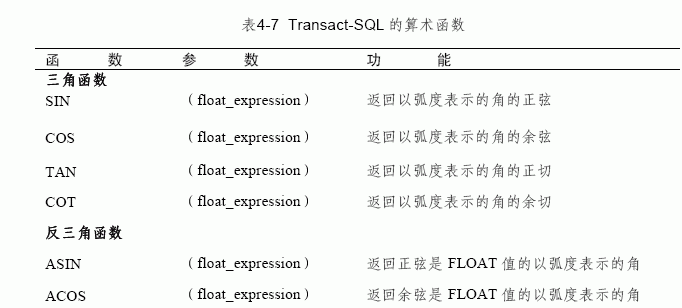 表4-7 Transact-SQL 的算术函数
函 数 参 数 功 能
三角函数
SIN （float_expression） 返回以弧度表示的角的正弦
COS （float_expression） 返回以弧度表示的角的余弦
TAN （float_expression） 返回以弧度表示的角的正切
COT （float_expression） 返回以弧度表示的角的余切
反三角函数
ASIN （float_expression） 返回正弦是 FLOAT 值的以弧度表示的角
ACOS （float_expression） 返回余弦是 FLOAT 值的以弧度表示的角